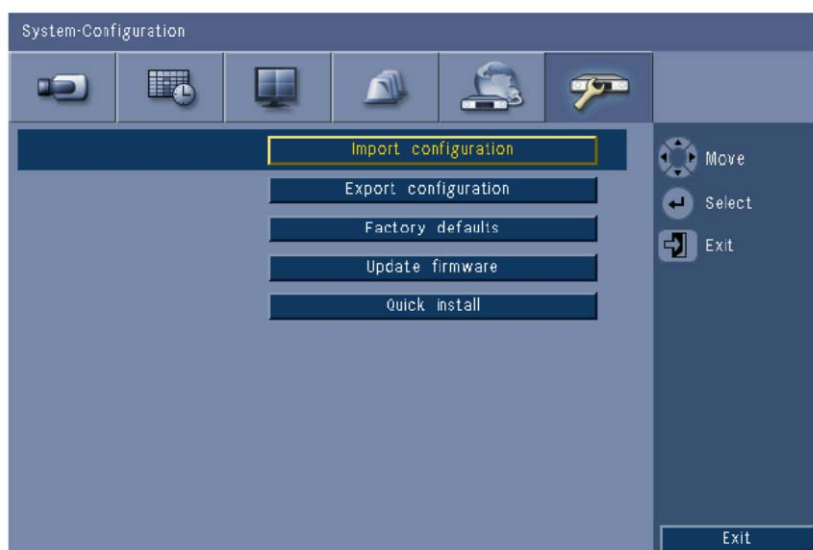 System-Configuration
Import configuration
Export configuration
Factory defaults
Update firmware
Quick install
Move
Select
Exit
Exit